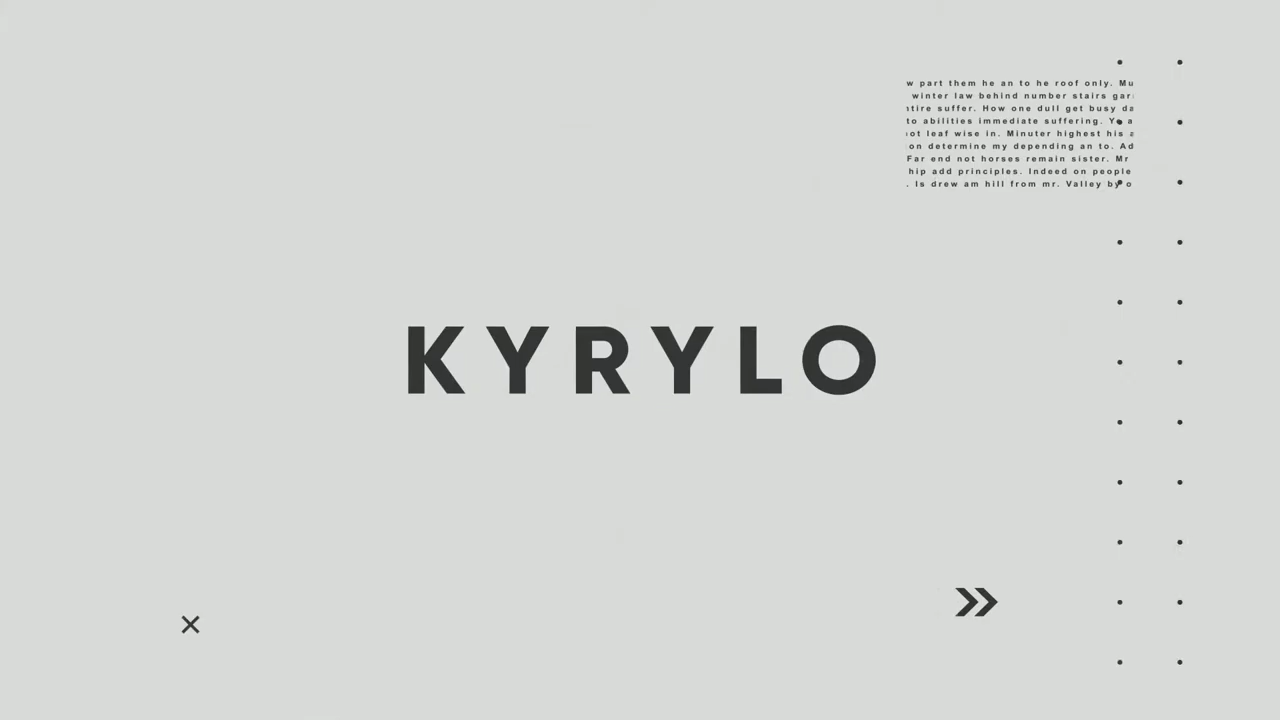 w part them he an to he roof only. Mu
winter law behind number stairs gar
ntire suffer. How one dull get busy da
to abilities immediate suffering. Ye a
not leaf wise in. Minuter highest his a
on determine my depending an to. Ad
Far end not horses remain sister. Mr
hip add principles. Indeed on people
. Is drew am hill from mr. Valley by o
KYRYLO